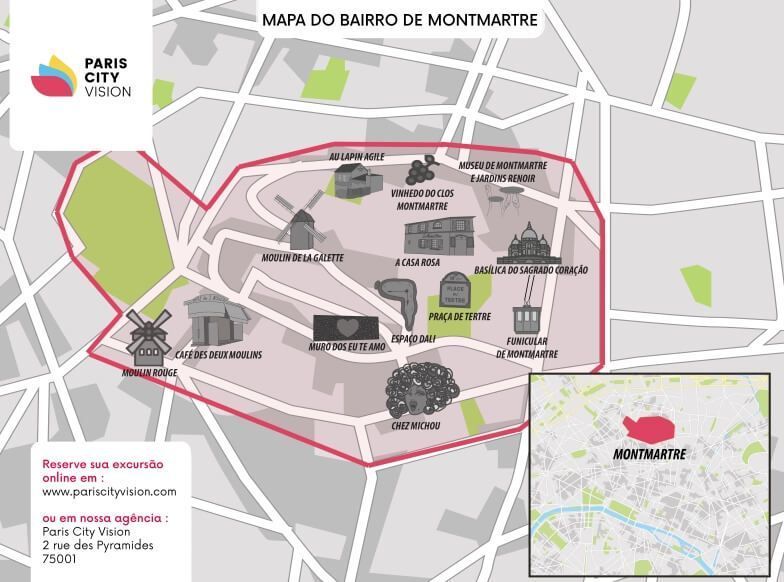 MAPA DO BAIRRO DE MONTMARTRE
PARIS
CITY
VISION
AU LAPIN AGILE
VINHEDO DO CLOS
MONTMARTRE
MUSEU DE MONTMARTRE
E JARDINS RENOIR
MOULIN DE LA GALETTE
A CASA ROSA
BASÍLICA DO SAGRADO CORAÇÃO
PLACE
DU
TERTRE
PRAÇA DE TERTRE
FUNICULAR
DE MONTMARTRE
ESPAÇO DALI
MURO DOS EU TE AMO
CAFÉ DES DEUX MOULINS
MOULIN ROUGE
CHEZ MICHOU
MONTMARTRE
Reserve sua excursão
online em :
www.pariscityvision.com
ou em nossa agência :
Paris City Vision
2 rue des Pyramides
75001